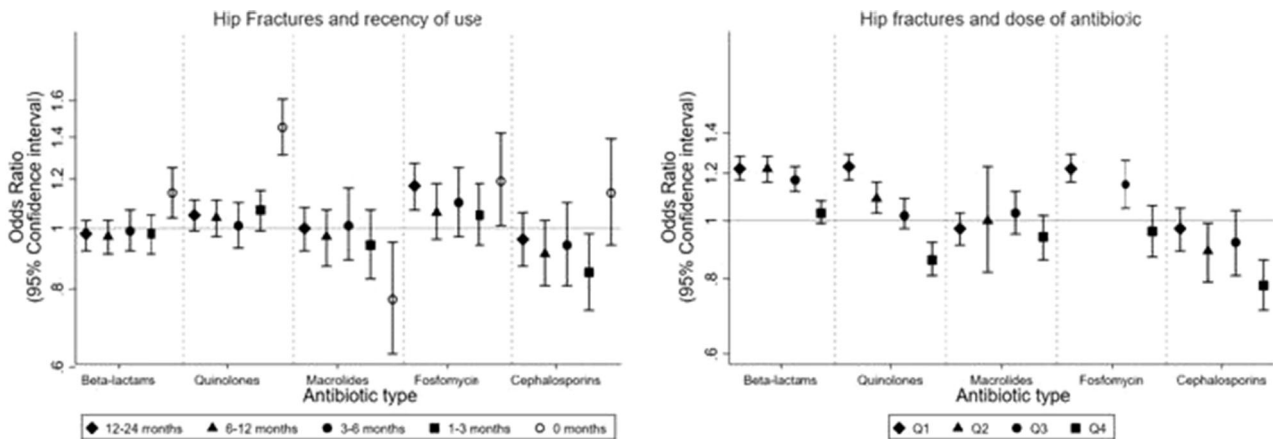 Hip Fractures and recency of use
Odds Ratio
(95% Confidence interval)
1.6
1.4
1.2
1
.8
.6
Beta-lactams Quinolones Macrolides Fosfomycin Cephalosporins
Antibiotic type
12-24 months 6-12 months 3-6 months 1-3 months 0 months
Hip fractures and dose of antibiotic
Odds Ratio
(95% Confidence interval)
1.4
1.2
1
.8
.6
Beta-lactams Quinolones Macrolides Fosfomycin Cephalosporins
Antibiotic type
Q1 Q2 Q3 Q4